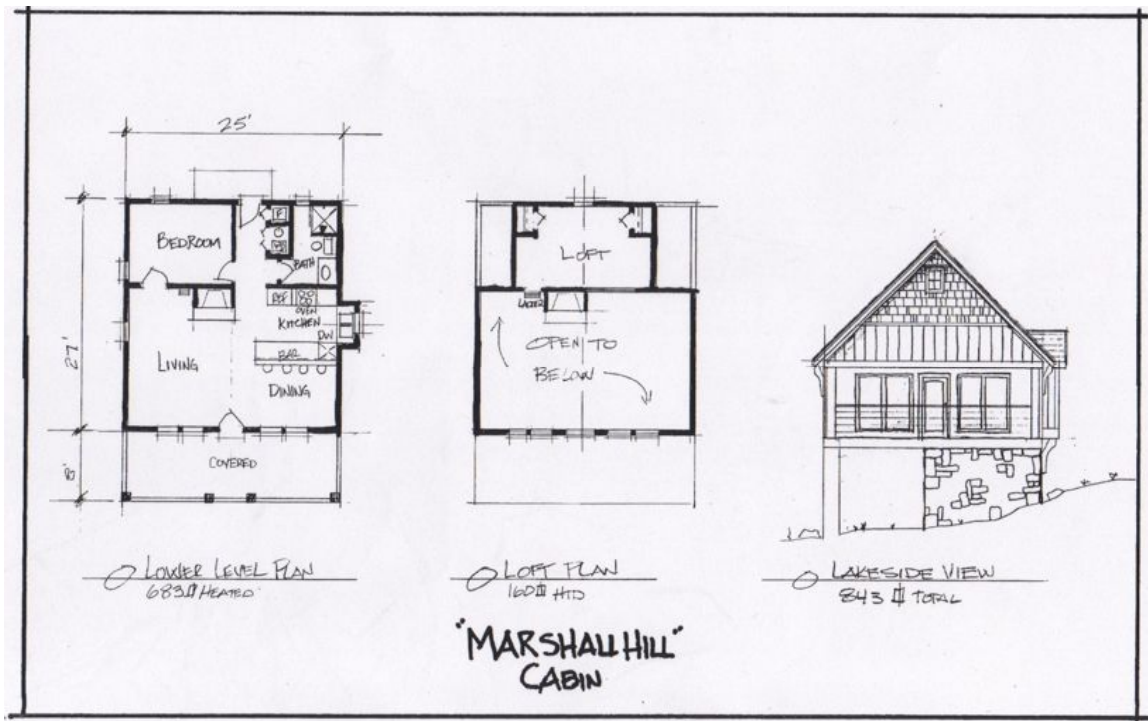 25'
27'
8'
BEDROOM
F
BATH
REF
OVEN
KITCHEN
DW
BAR
LIVING
DINING
COVERED
LOWER LEVEL PLAN
683 HEATED
LOFT
LADDER
OPEN TO
BELOW
LOFT PLAN
160 HTD
LAKESIDE VIEW
843 TOTAL
"MARSHALL HILL"
CABIN